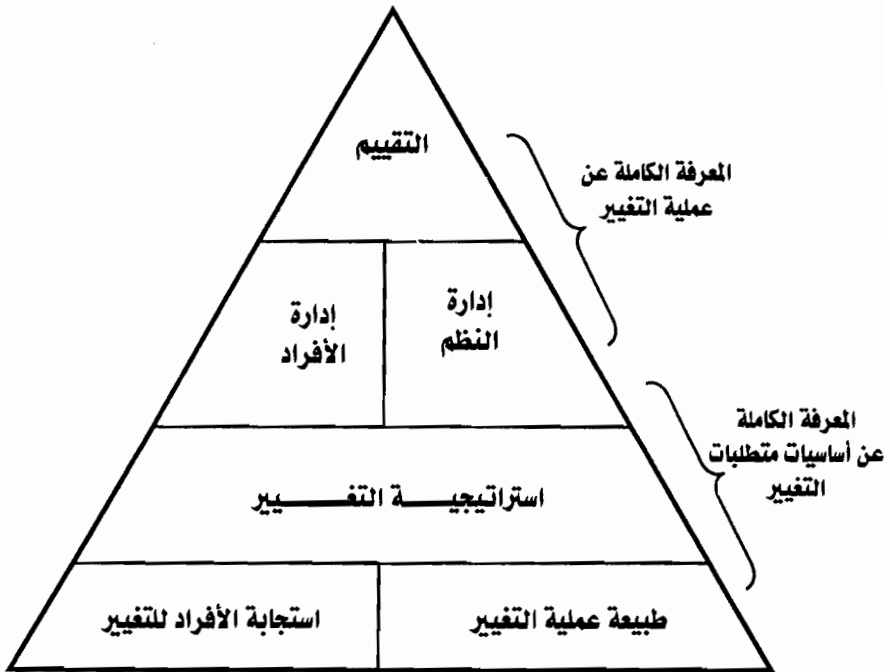 التقييم
المعرفة الكاملة عن
عملية التغيير
إدارة
النظم
إدارة
الأفراد
المعرفة الكاملة
عن أساسيات متطلبات
التغيير
استراتيجية التغيير
طبيعة عملية التغيير
استجابة الأفراد للتغيير